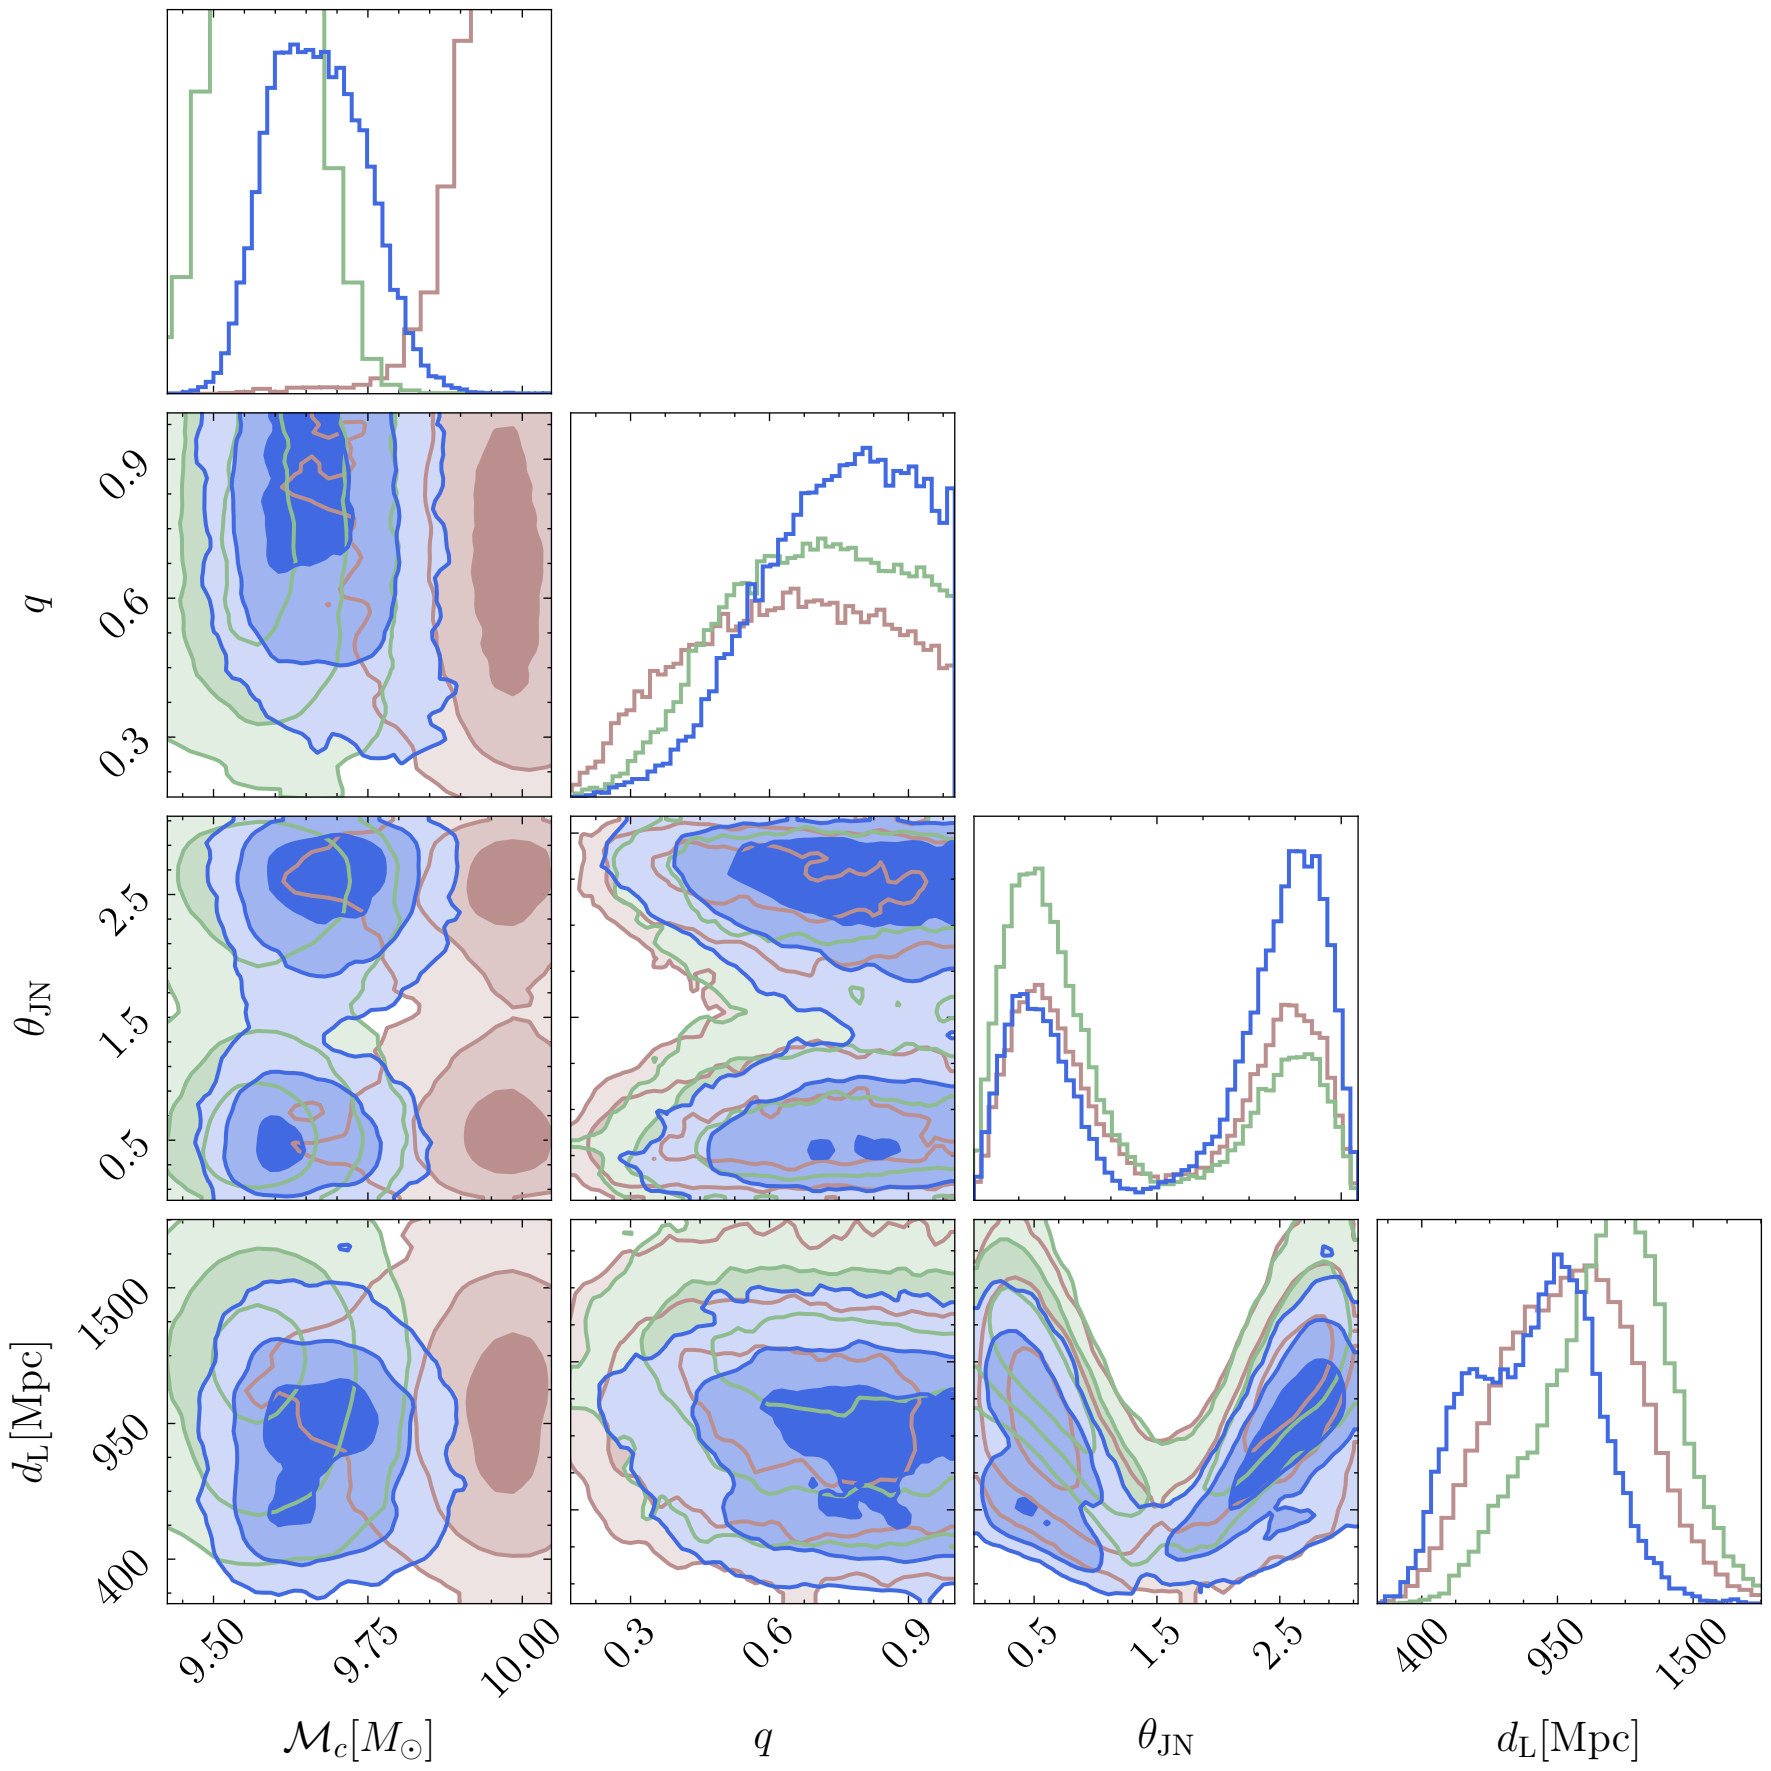 0.9
0.6
0.3
q
2.5
1.5
0.5
θ_JN
1500
950
400
d_L[Mpc]
9.50 9.75 10.00 0.3 0.6 0.9 0.5 1.5 2.5 400 950 1500
ℳ_c[M_⊙] q θ_JN d_L[Mpc]